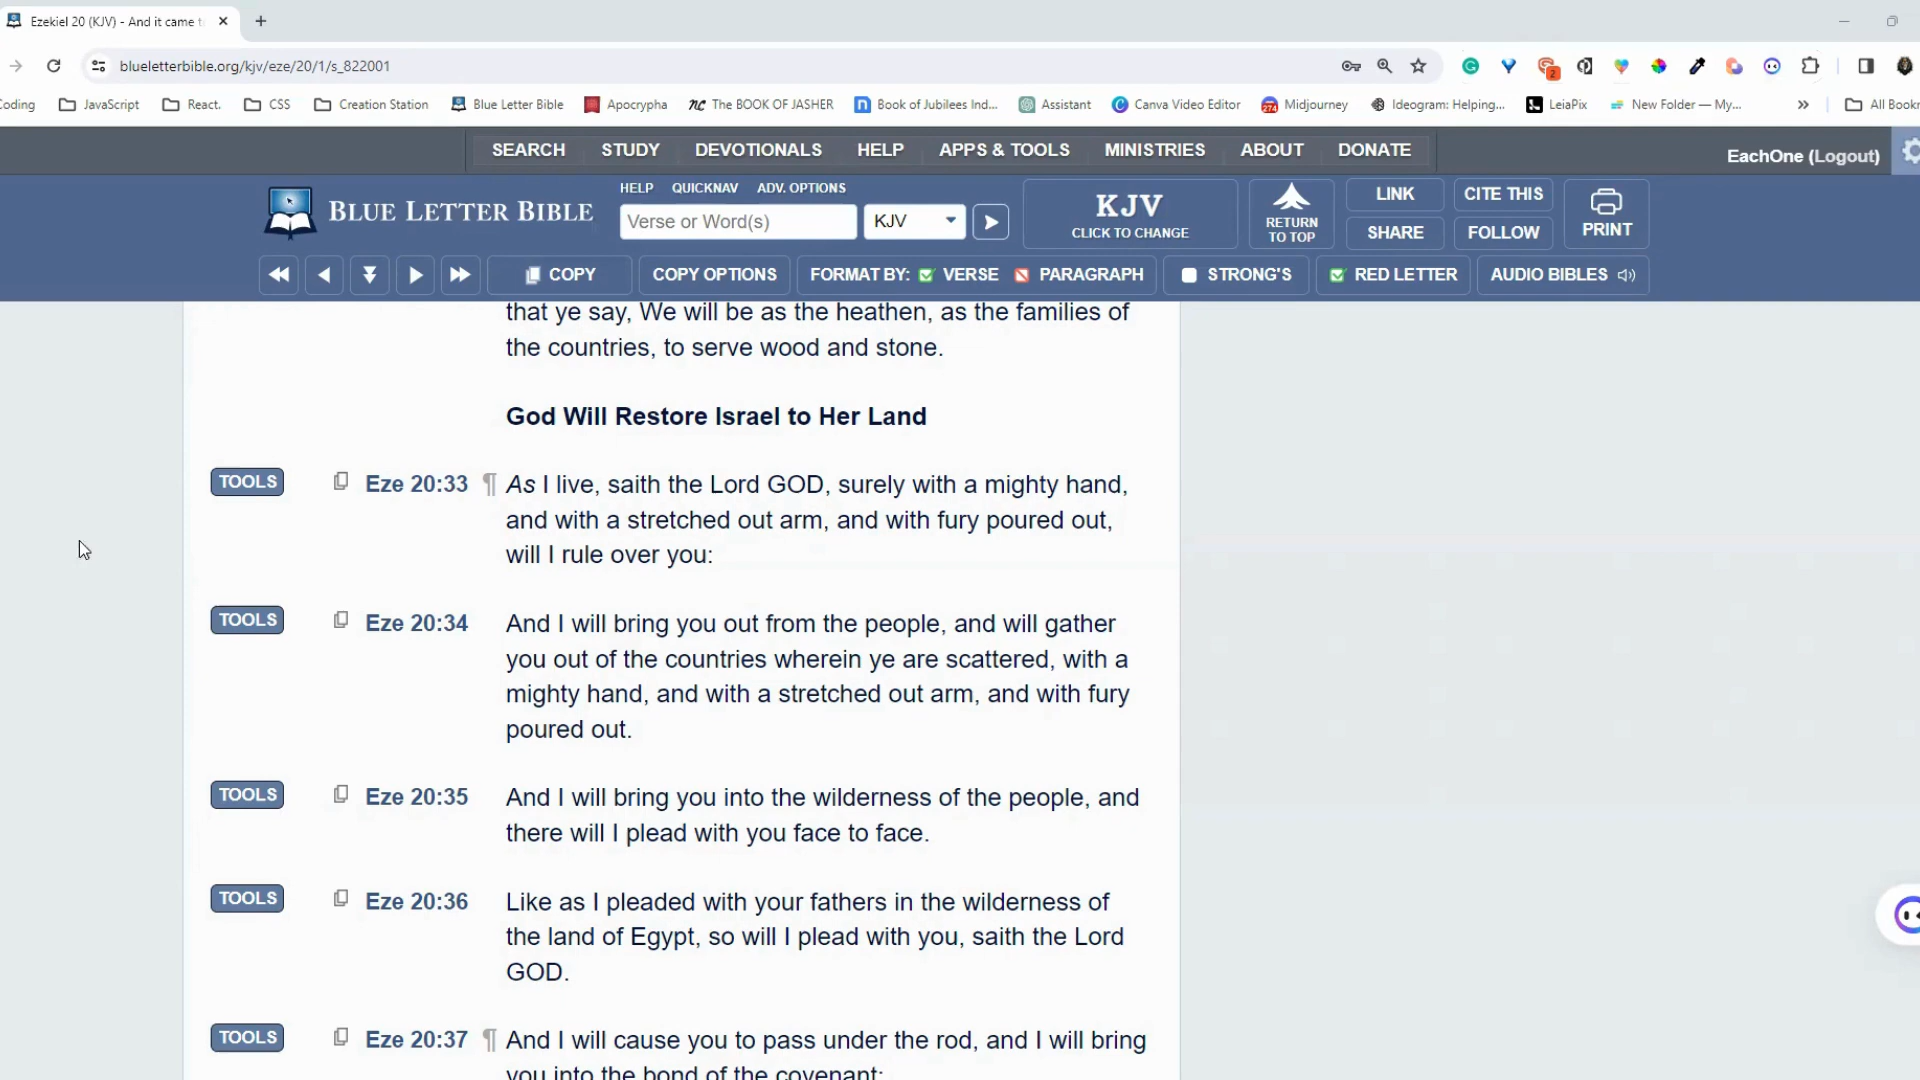 Ezekiel 20 (KJV) - And it came t
blueletterbible.org/kjv/eze/20/1/s_822001
2
Coding JavaScript React. CSS Creation Station Blue Letter Bible Apocrypha The BOOK OF JASHER Book of Jubilees Ind... Assistant Canva Video Editor 274 Midjourney Ideogram: Helping... LeiaPix New Folder — My... » All Bookm
SEARCH STUDY DEVOTIONALS HELP APPS & TOOLS MINISTRIES ABOUT DONATE
EachOne (Logout)
BLUE LETTER BIBLE
HELP QUICKNAV ADV. OPTIONS
Verse or Word(s) KJV
KJV
CLICK TO CHANGE
RETURN
TO TOP
LINK CITE THIS
SHARE FOLLOW
PRINT
COPY COPY OPTIONS FORMAT BY: VERSE PARAGRAPH STRONG'S RED LETTER AUDIO BIBLES
that ye say, We will be as the heathen, as the families of
the countries, to serve wood and stone.
God Will Restore Israel to Her Land
TOOLS Eze 20:33 ¶ As I live, saith the Lord GOD, surely with a mighty hand,
and with a stretched out arm, and with fury poured out,
will I rule over you:
TOOLS Eze 20:34 And I will bring you out from the people, and will gather
you out of the countries wherein ye are scattered, with a
mighty hand, and with a stretched out arm, and with fury
poured out.
TOOLS Eze 20:35 And I will bring you into the wilderness of the people, and
there will I plead with you face to face.
TOOLS Eze 20:36 Like as I pleaded with your fathers in the wilderness of
the land of Egypt, so will I plead with you, saith the Lord
GOD.
TOOLS Eze 20:37 ¶ And I will cause you to pass under the rod, and I will bring
you into the bond of the covenant: